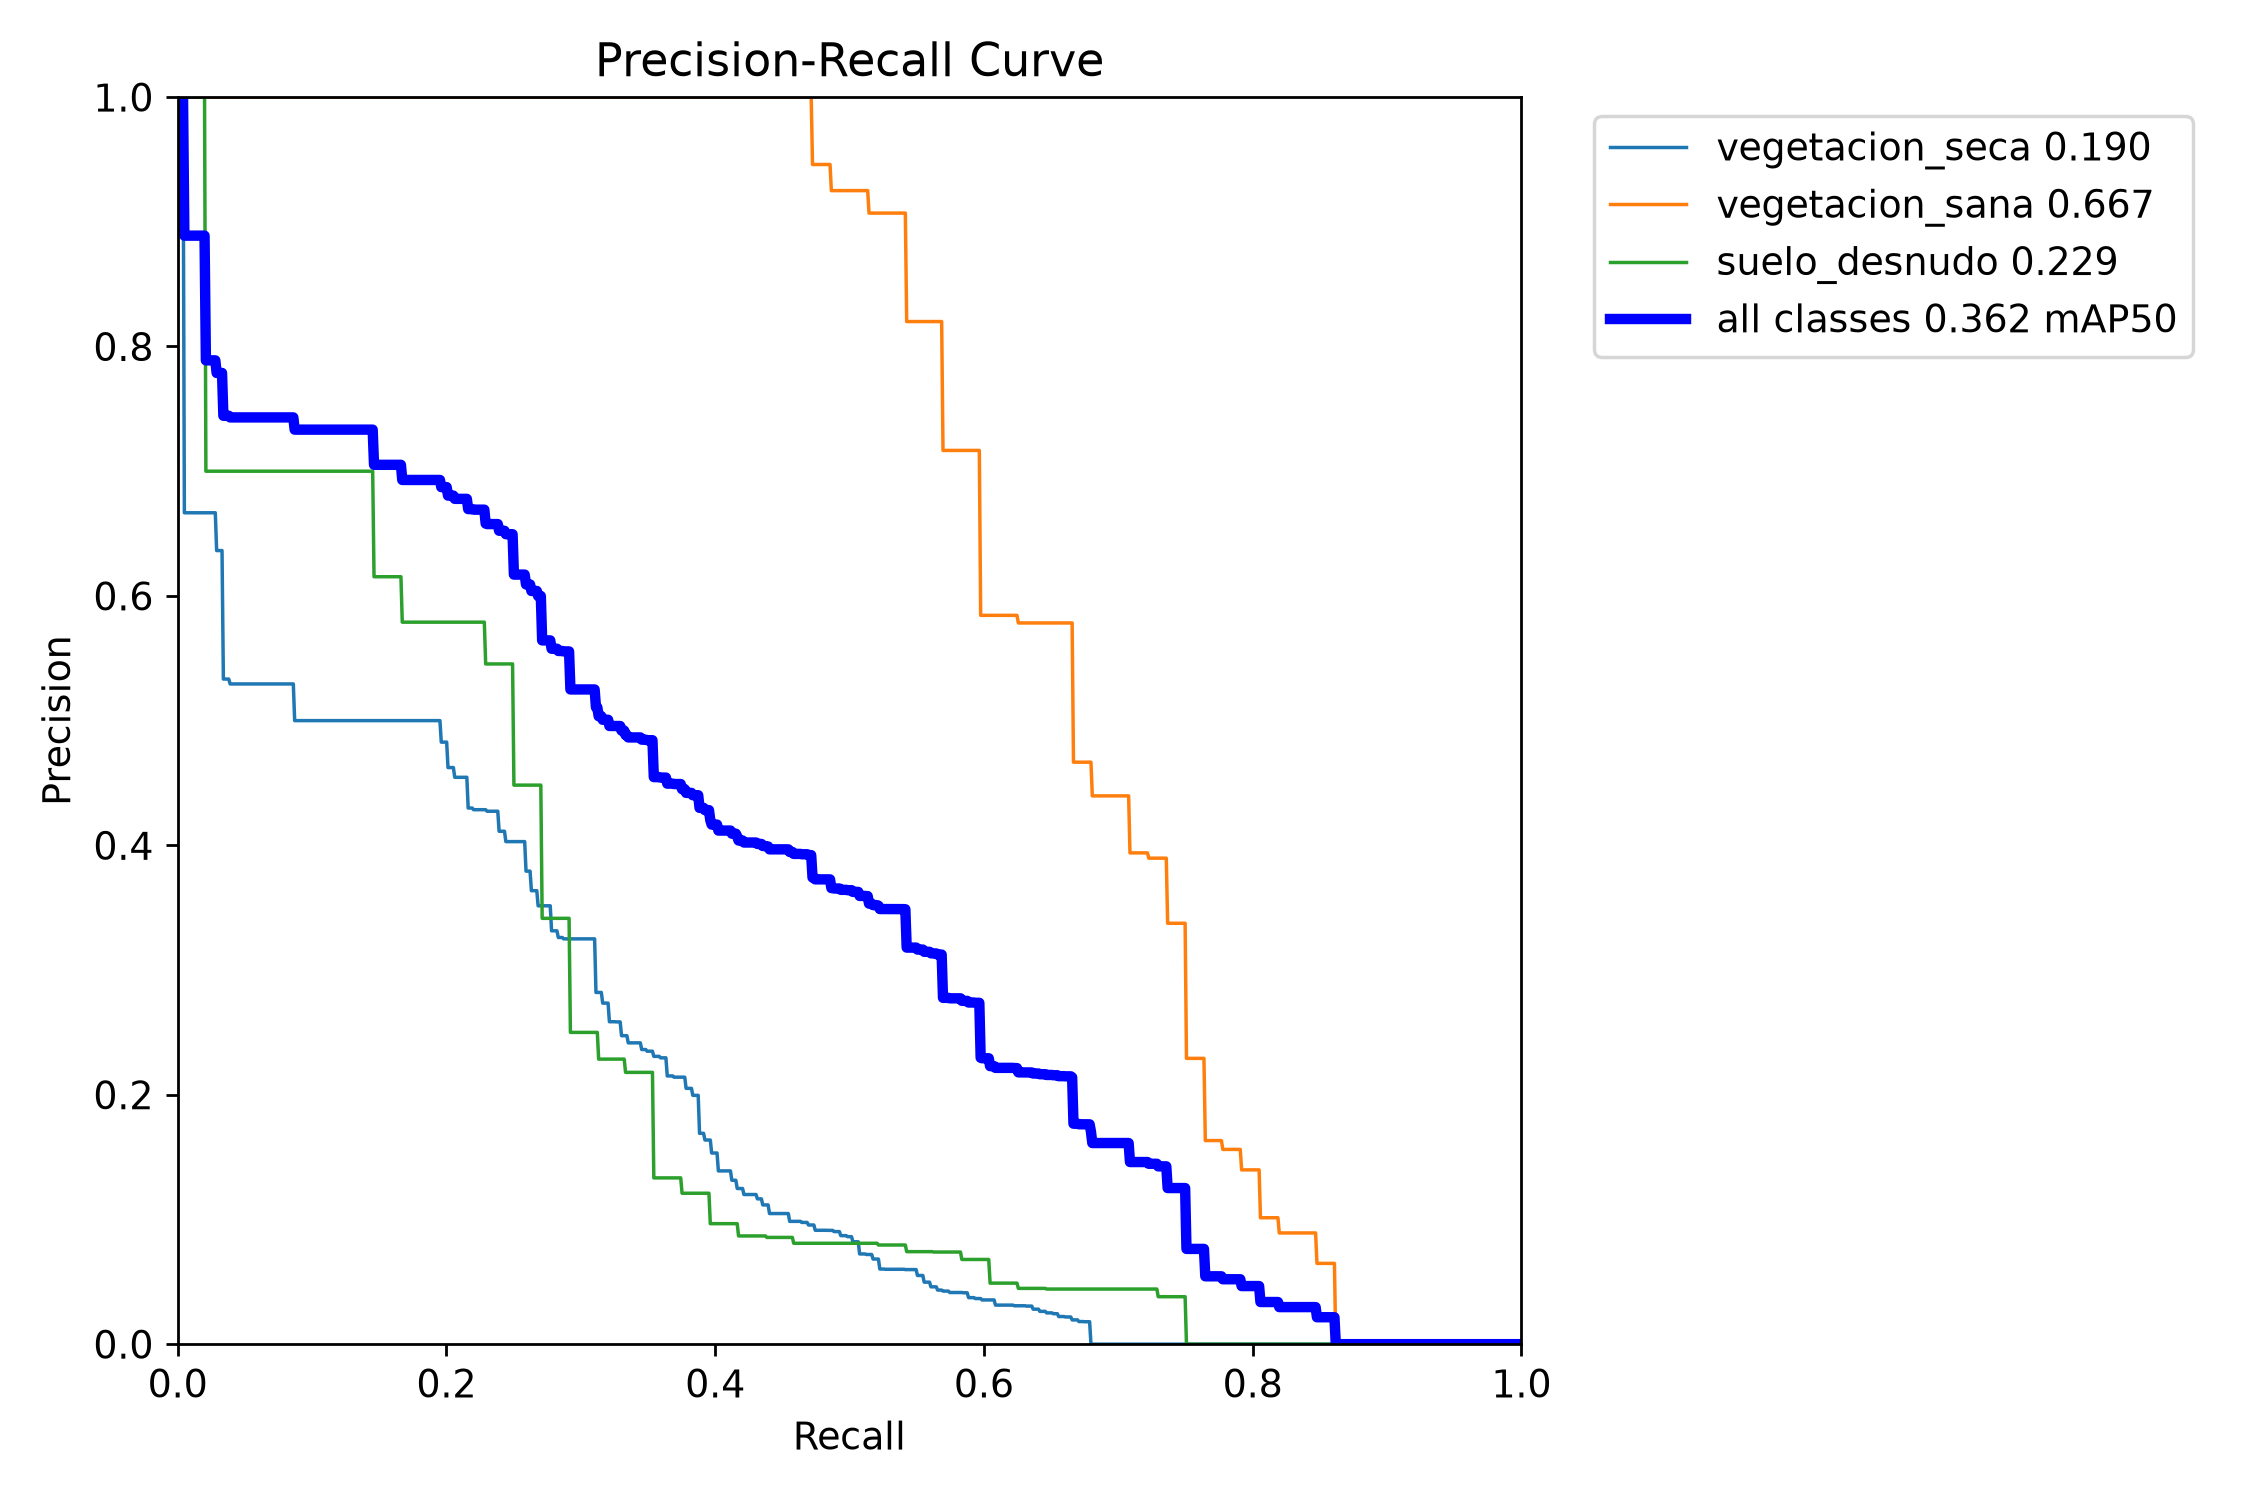 Precision-Recall Curve
1.0
0.8
0.6
0.4
0.2
0.0
Precision
0.0 0.2 0.4 0.6 0.8 1.0
Recall
vegetacion_seca 0.190
vegetacion_sana 0.667
suelo_desnudo 0.229
all classes 0.362 mAP50